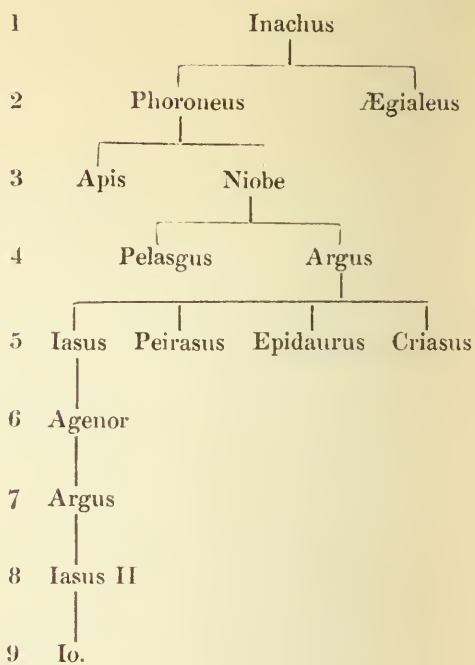 1 Inachus
2 Phoroneus Ægialeus
3 Apis Niobe
4 Pelasgus Argus
5 Iasus Peirasus Epidaurus Criasus
6 Agenor
7 Argus
8 Iasus II
9 Io.